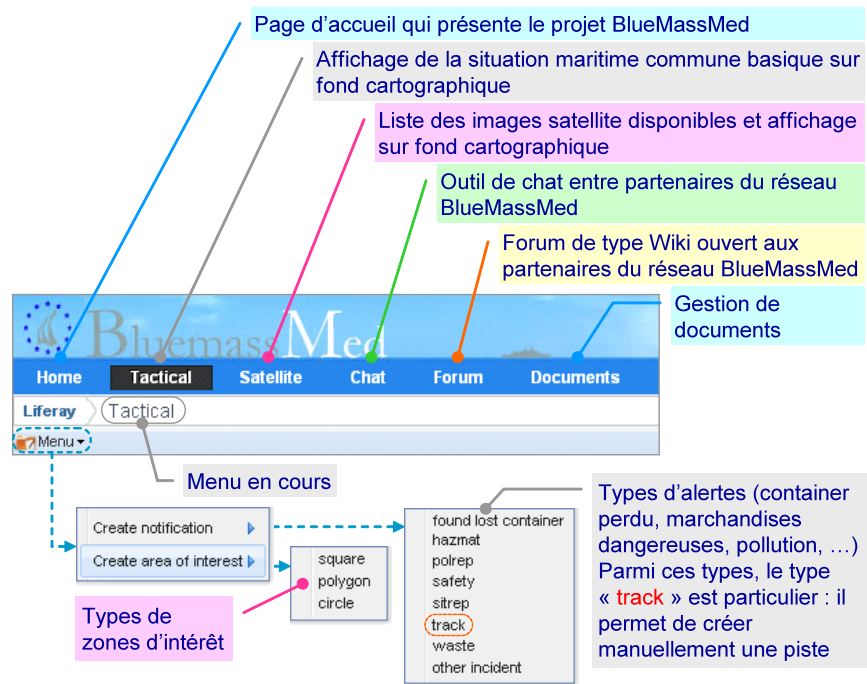 Page d’accueil qui présente le projet BlueMassMed
Affichage de la situation maritime commune basique sur
fond cartographique
Liste des images satellite disponibles et affichage
sur fond cartographique
Outil de chat entre partenaires du réseau
BlueMassMed
Forum de type Wiki ouvert aux
partenaires du réseau BlueMassMed
Gestion de
documents
BluemassMed
Home Tactical Satellite Chat Forum Documents
Liferay Tactical
Menu
Menu en cours
Create notification
Create area of interest
square
polygon
circle
Types de
zones d’intérêt
found lost container
hazmat
polrep
safety
sitrep
track
waste
other incident
Types d’alertes (container
perdu, marchandises
dangereuses, pollution, …)
Parmi ces types, le type
« track » est particulier : il
permet de créer
manuellement une piste